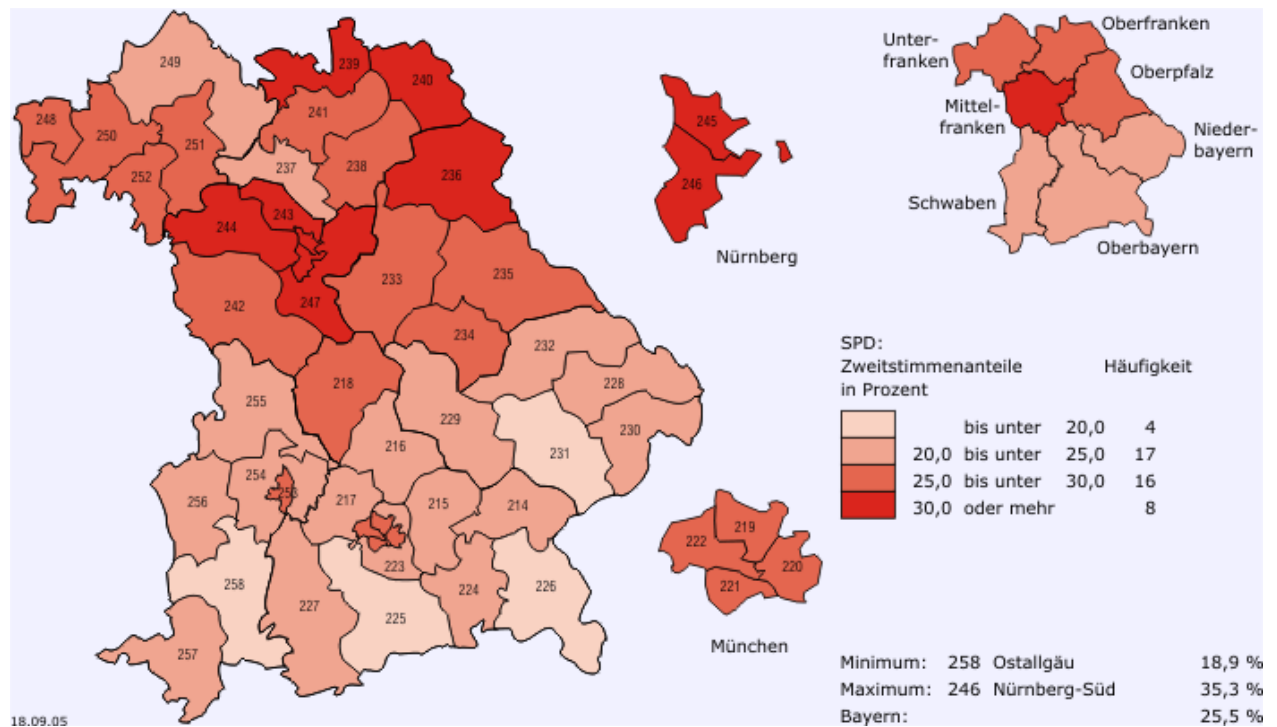 249
239
240
248
250
241
251
252
237
238
236
243
244
247
242
233
235
234
232
228
218
255
229
230
231
216
254
253
256
217
215
214
223
258
227
225
224
226
257
18.09.05
245
246
Nürnberg
222
219
220
221
München
Unter-
franken
Oberfranken
Oberpfalz
Mittel-
franken
Nieder-
bayern
Schwaben
Oberbayern
SPD:
Zweitstimmenanteile Häufigkeit
in Prozent
bis unter 20,0 4
20,0 bis unter 25,0 17
25,0 bis unter 30,0 16
30,0 oder mehr 8
Minimum: 258 Ostallgäu 18,9 %
Maximum: 246 Nürnberg-Süd 35,3 %
Bayern: 25,5 %